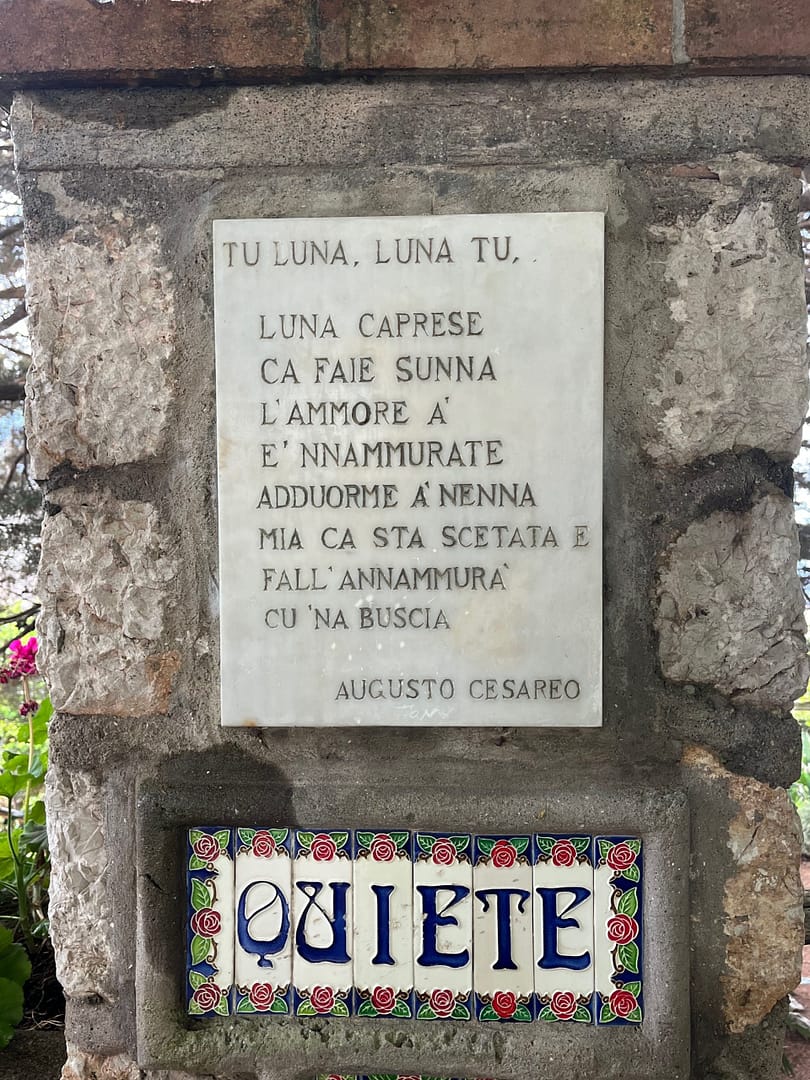 TU LUNA, LUNA TU,
LUNA CAPRESE
CA FAIE SUNNA
L'AMMORE A'
E' NNAMMURATE
ADDUORME A' NENNA
MIA CA STA SCETATA E
FALL'ANNAMMURA'
CU 'NA BUSCIA
AUGUSTO CESAREO
QUIETE